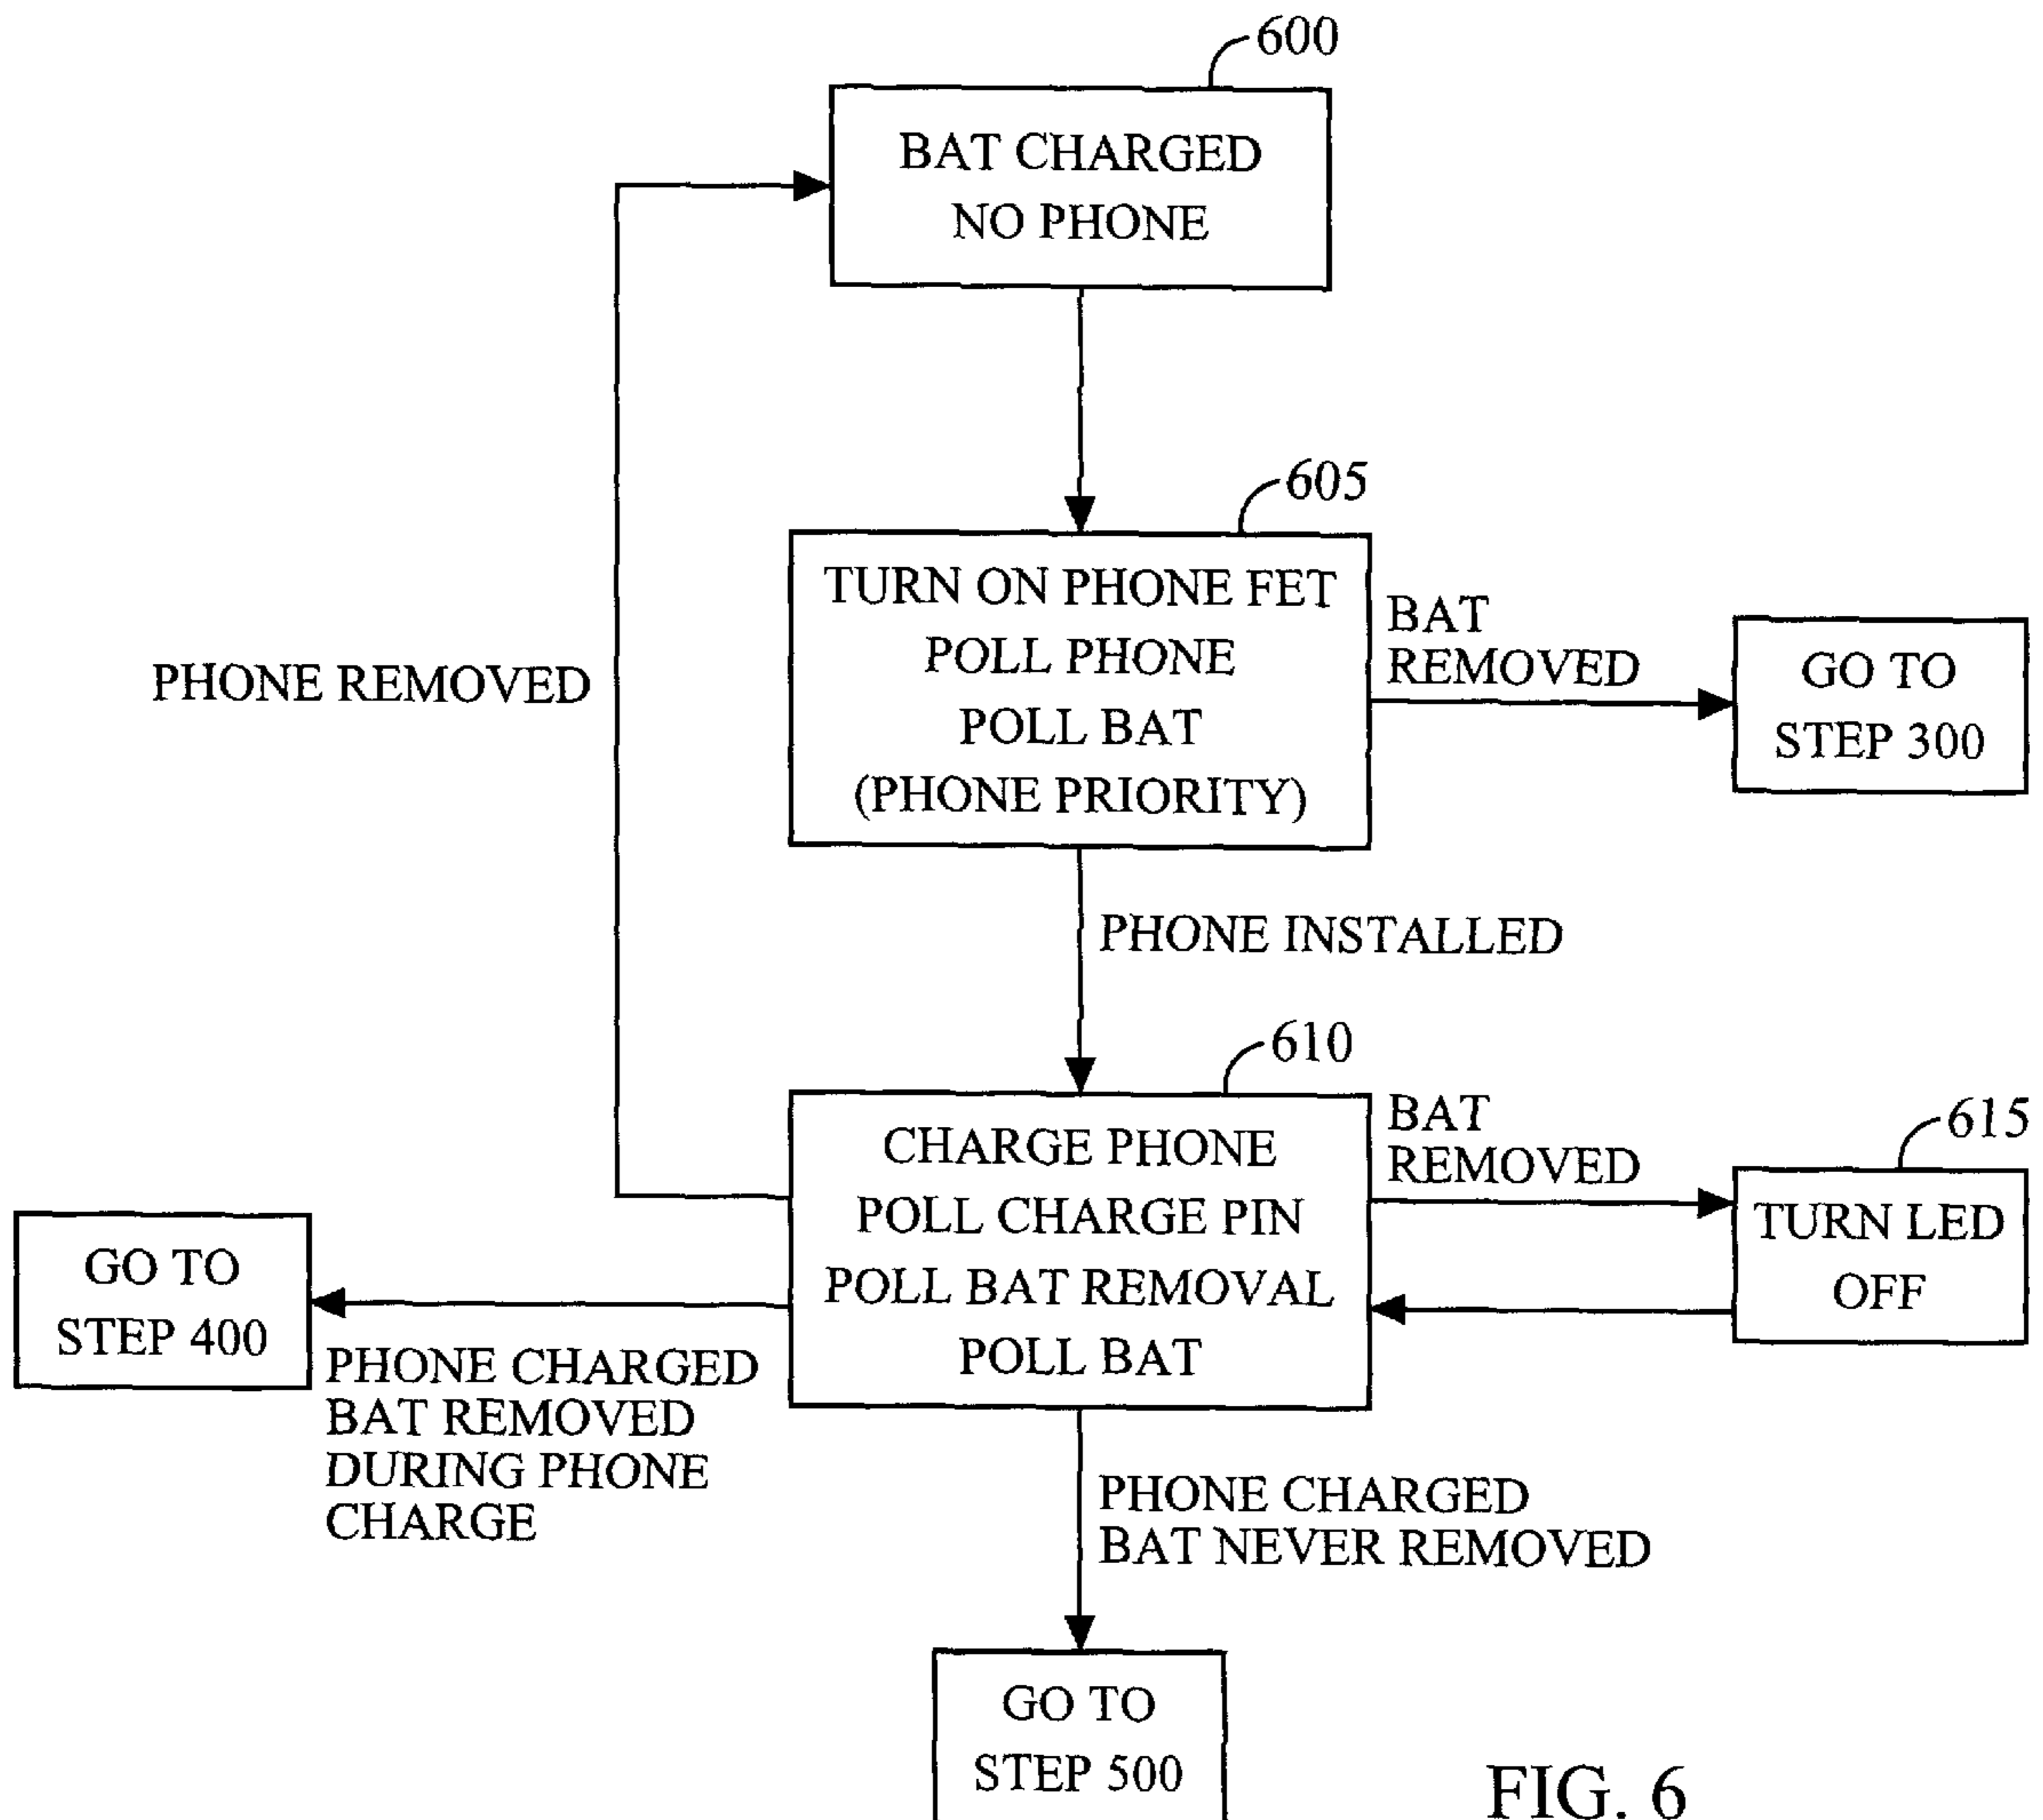 600
BAT CHARGED
NO PHONE
605
TURN ON PHONE FET
POLL PHONE
POLL BAT
(PHONE PRIORITY)
BAT
REMOVED
GO TO
STEP 300
PHONE REMOVED
PHONE INSTALLED
610
CHARGE PHONE
POLL CHARGE PIN
POLL BAT REMOVAL
POLL BAT
BAT
REMOVED
615
TURN LED
OFF
GO TO
STEP 400
PHONE CHARGED
BAT REMOVED
DURING PHONE
CHARGE
PHONE CHARGED
BAT NEVER REMOVED
GO TO
STEP 500
FIG. 6